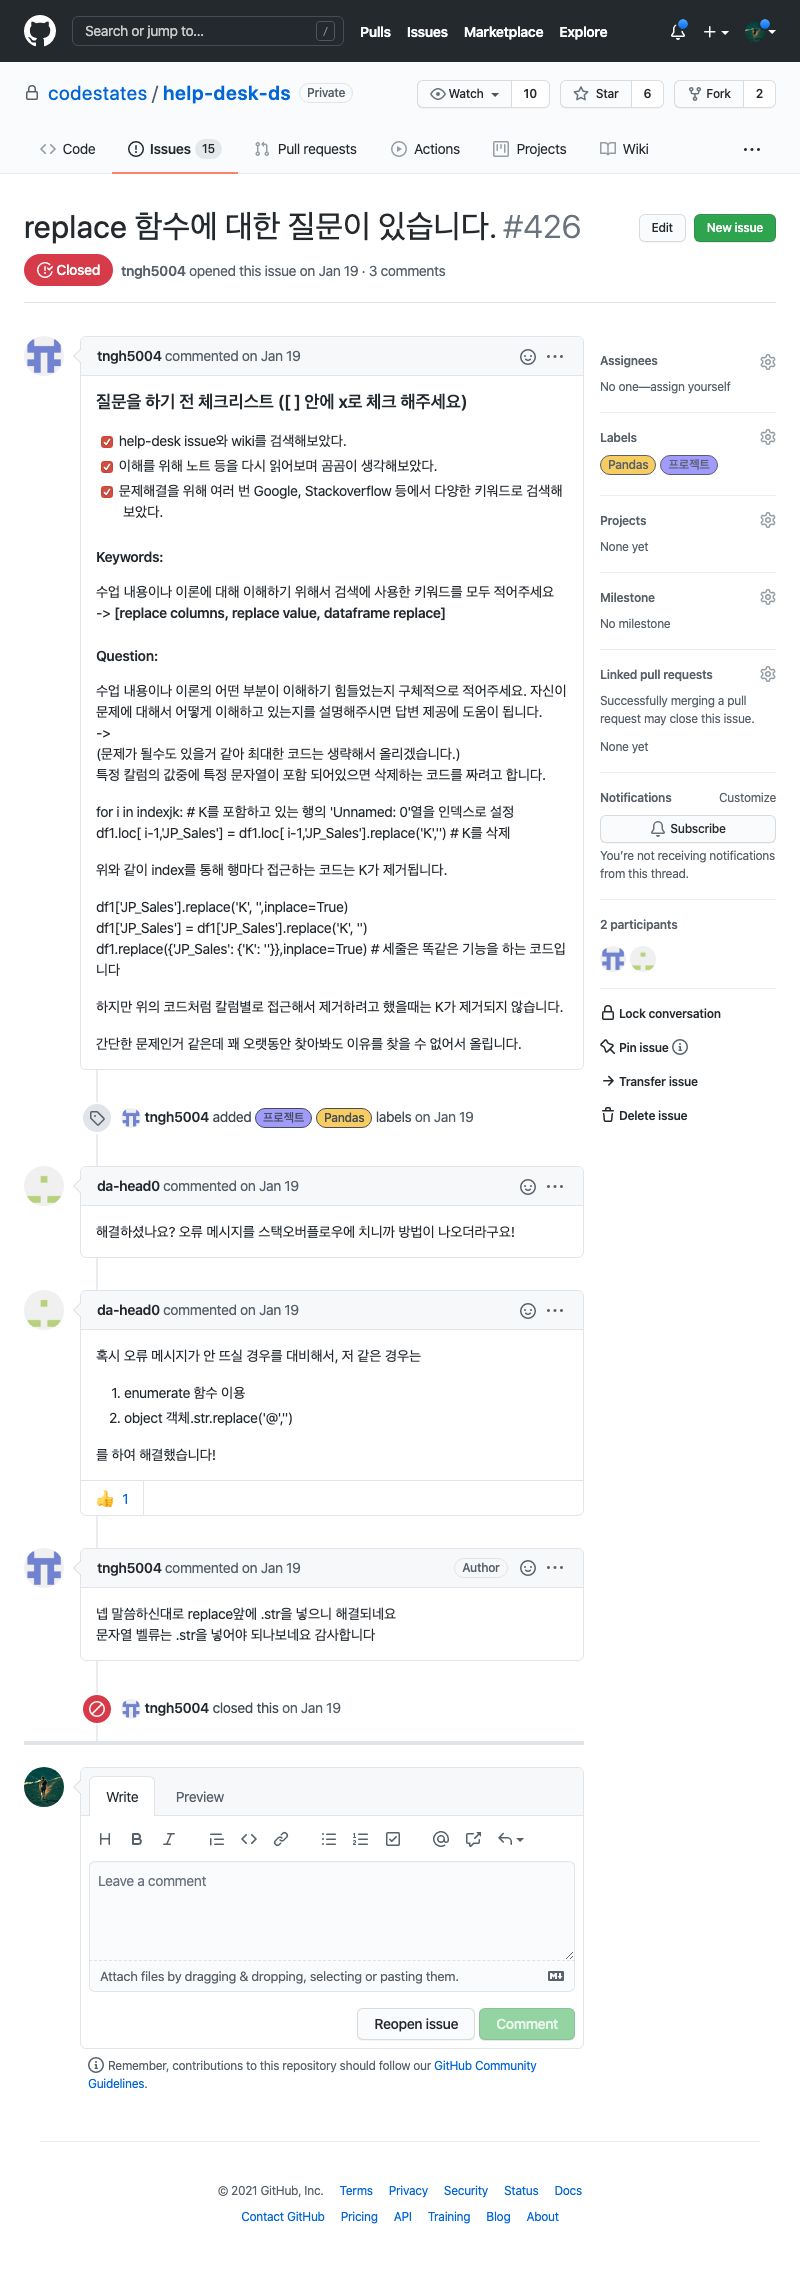 Search or jump to... /
Pulls Issues Marketplace Explore
codestates / help-desk-ds Private
Watch 10 Star 6 Fork 2
Code Issues 15 Pull requests Actions Projects Wiki ...
replace 함수에 대한 질문이 있습니다. #426
Edit New issue
Closed tngh5004 opened this issue on Jan 19 · 3 comments
tngh5004 commented on Jan 19
질문을 하기 전 체크리스트 ([ ] 안에 x로 체크 해주세요)
help-desk issue와 wiki를 검색해보았다.
이해를 위해 노트 등을 다시 읽어보며 곰곰이 생각해보았다.
문제해결을 위해 여러 번 Google, Stackoverflow 등에서 다양한 키워드로 검색해
보았다.
Keywords:
수업 내용이나 이론에 대해 이해하기 위해서 검색에 사용한 키워드를 모두 적어주세요
-> [replace columns, replace value, dataframe replace]
Question:
수업 내용이나 이론의 어떤 부분이 이해하기 힘들었는지 구체적으로 적어주세요. 자신이
문제에 대해서 어떻게 이해하고 있는지를 설명해주시면 답변 제공에 도움이 됩니다.
->
(문제가 될수도 있을거 같아 최대한 코드는 생략해서 올리겠습니다.)
특정 칼럼의 값중에 특정 문자열이 포함 되어있으면 삭제하는 코드를 짜려고 합니다.
for i in indexjk: # K를 포함하고 있는 행의 'Unnamed: 0'열을 인덱스로 설정
df1.loc[ i-1,'JP_Sales'] = df1.loc[ i-1,'JP_Sales'].replace('K','') # K를 삭제
위와 같이 index를 통해 행마다 접근하는 코드는 K가 제거됩니다.
df1['JP_Sales'].replace('K', '',inplace=True)
df1['JP_Sales'] = df1['JP_Sales'].replace('K', '')
df1.replace({'JP_Sales': {'K': ''}},inplace=True) # 세줄은 똑같은 기능을 하는 코드입
니다
하지만 위의 코드처럼 칼럼별로 접근해서 제거하려고 했을때는 K가 제거되지 않습니다.
간단한 문제인거 같은데 꽤 오랫동안 찾아봐도 이유를 찾을 수 없어서 올립니다.
tngh5004 added 프로젝트 Pandas labels on Jan 19
da-head0 commented on Jan 19
해결하셨나요? 오류 메시지를 스택오버플로우에 치니까 방법이 나오더라구요!
da-head0 commented on Jan 19
혹시 오류 메시지가 안 뜨실 경우를 대비해서, 저 같은 경우는
1. enumerate 함수 이용
2. object 객체.str.replace('@','')
를 하여 해결했습니다!
1
tngh5004 commented on Jan 19 Author
넵 말씀하신대로 replace앞에 .str을 넣으니 해결되네요
문자열 벨류는 .str을 넣어야 되나보네요 감사합니다
tngh5004 closed this on Jan 19
Write Preview
H B I
Leave a comment
Attach files by dragging & dropping, selecting or pasting them.
Reopen issue Comment
Remember, contributions to this repository should follow our GitHub Community
Guidelines.
Assignees
No one—assign yourself
Labels
Pandas 프로젝트
Projects
None yet
Milestone
No milestone
Linked pull requests
Successfully merging a pull
request may close this issue.
None yet
Notifications Customize
Subscribe
You're not receiving notifications
from this thread.
2 participants
Lock conversation
Pin issue
Transfer issue
Delete issue
© 2021 GitHub, Inc. Terms Privacy Security Status Docs
Contact GitHub Pricing API Training Blog About